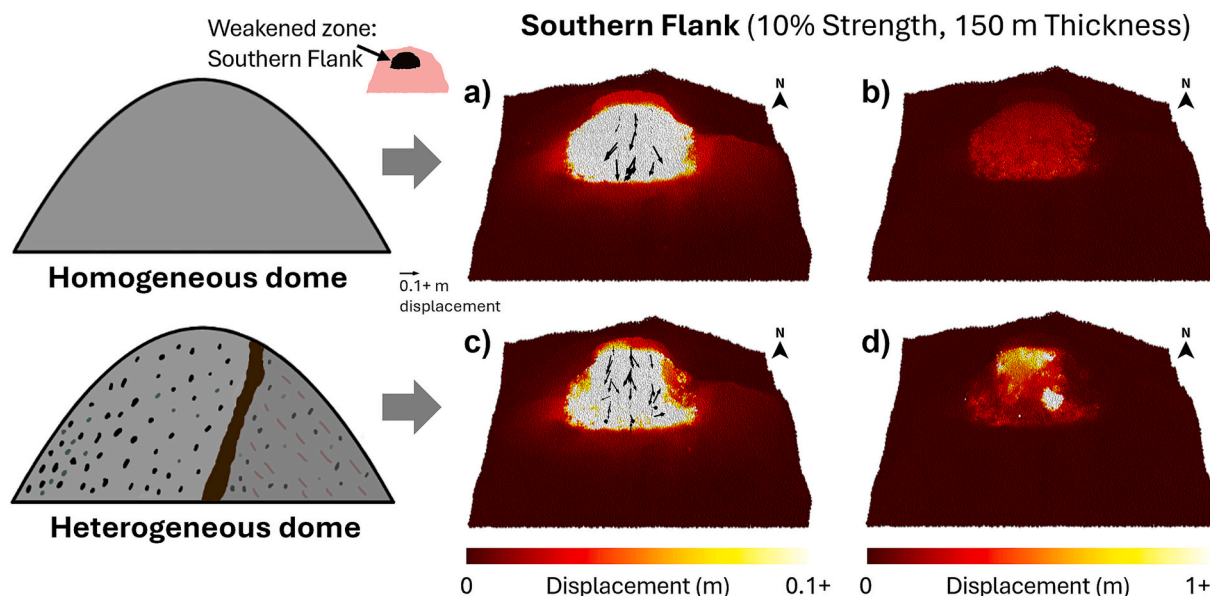 Weakened zone:
Southern Flank
Southern Flank (10% Strength, 150 m Thickness)
a)
N
b)
N
Homogeneous dome
0.1+ m
displacement
c)
N
d)
N
Heterogeneous dome
0
Displacement (m)
0.1+
0
Displacement (m)
1+